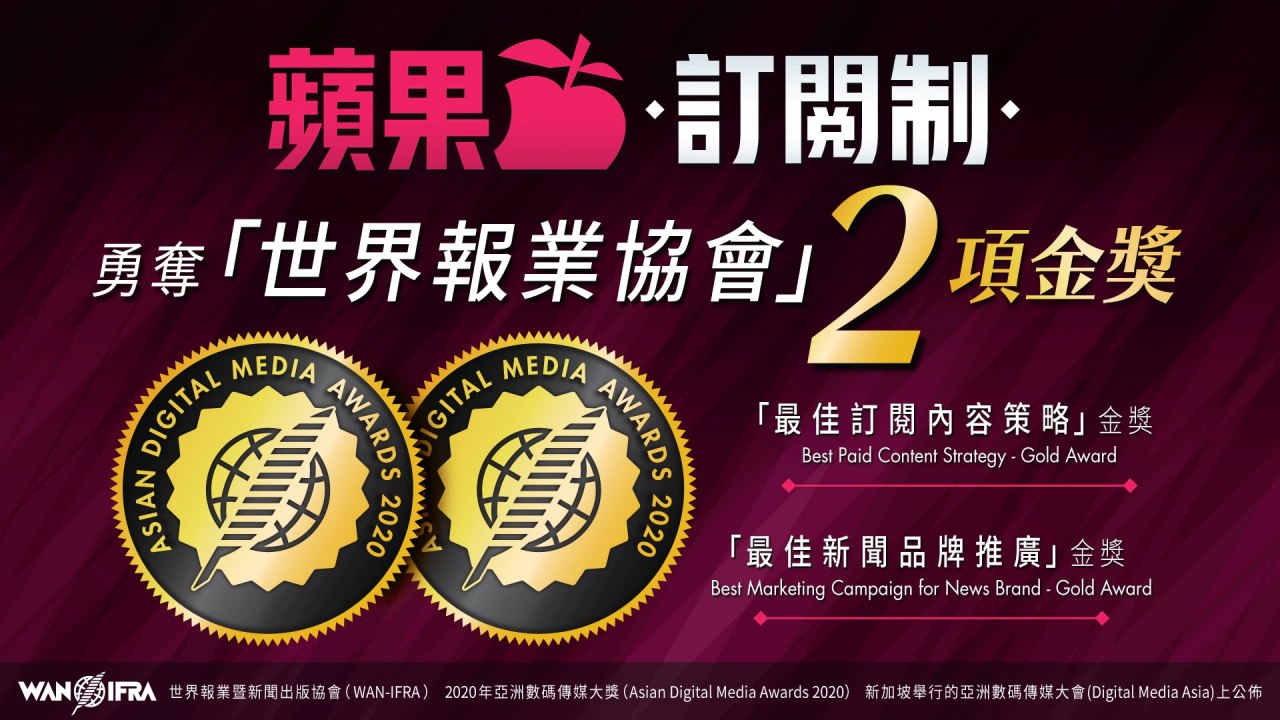 蘋果·訂閱制·
勇奪「世界報業協會」2項金獎
ASIAN DIGITAL MEDIA AWARDS 2020
ASIAN DIGITAL MEDIA AWARDS 2020
「最佳訂閱內容策略」金獎
Best Paid Content Strategy - Gold Award
「最佳新聞品牌推廣」金獎
Best Marketing Campaign for News Brand - Gold Award
WAN IFRA 世界報業暨新聞出版協會(WAN-IFRA) 2020年亞洲數碼傳媒大獎(Asian Digital Media Awards 2020) 新加坡舉行的亞洲數碼傳媒大會(Digital Media Asia)上公佈